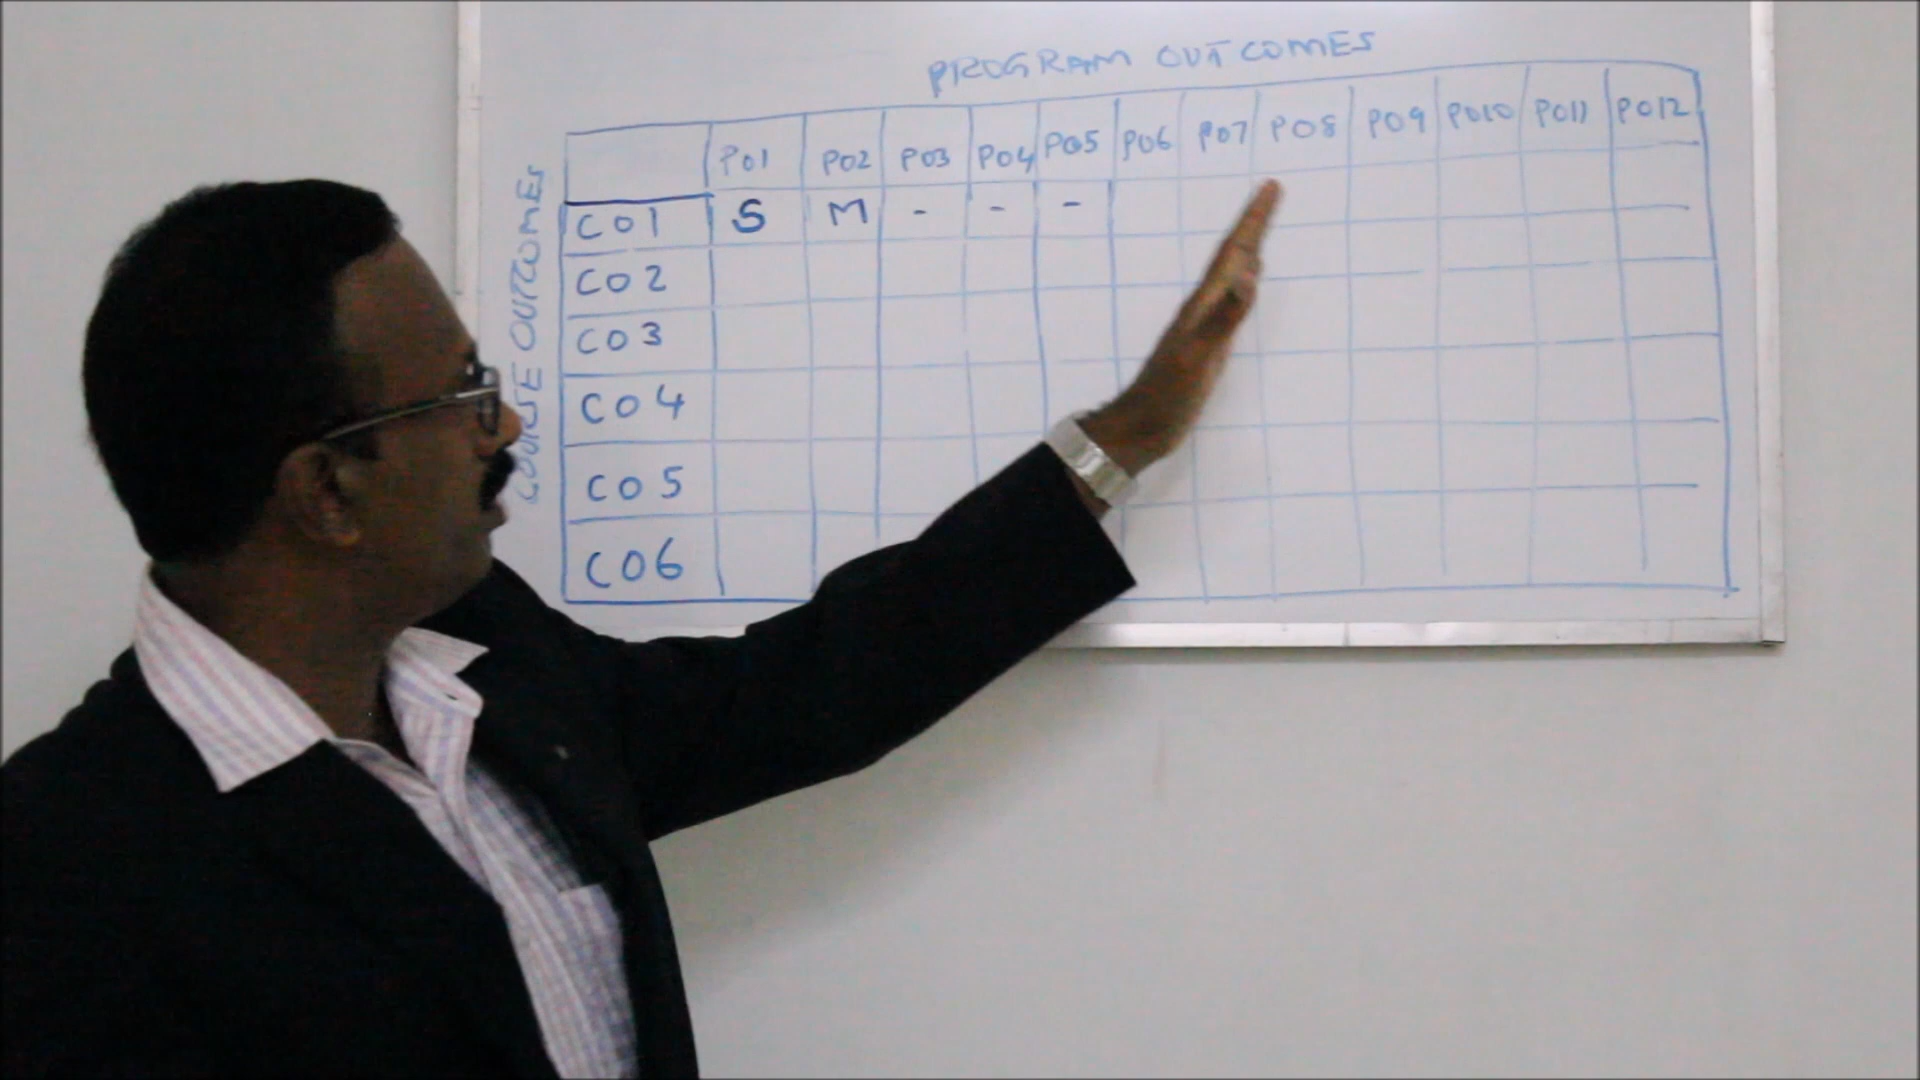 PROGRAM OUTCOMES
COURSE OUTCOMES
PO1 PO2 PO3 PO4 PO5 PO6 PO7 PO8 PO9 PO10 PO11 PO12
CO1 S M - - -
CO2
CO3
CO4
CO5
CO6